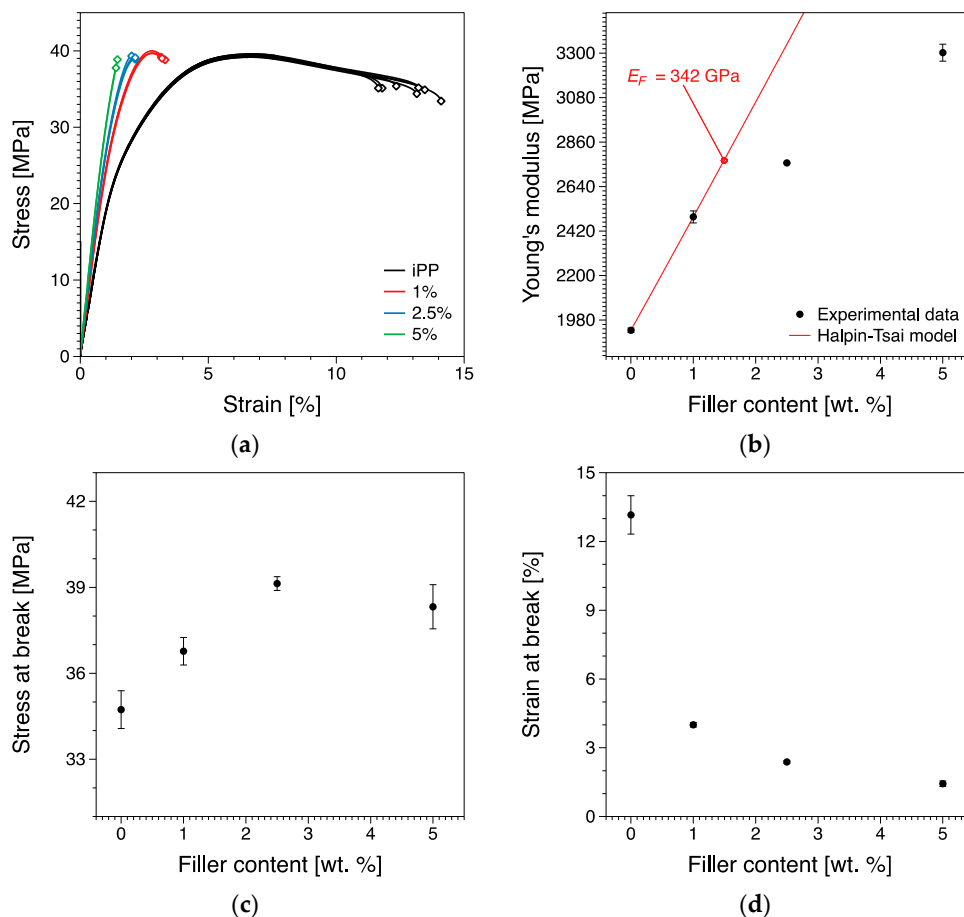 Stress [MPa]
60
40
20
0
iPP
1%
2.5%
5%
0
5
10
15
Strain [%]
(a)
Young's modulus [MPa]
3300
3080
2860
2640
2420
2200
1980
E_F = 342 GPa
Experimental data
Halpin-Tsai model
0
1
2
3
4
5
Filler content [wt. %]
(b)
Stress at break [MPa]
42
39
36
33
0
1
2
3
4
5
Filler content [wt. %]
(c)
Strain at break [%]
15
12
9
6
3
0
0
1
2
3
4
5
Filler content [wt. %]
(d)